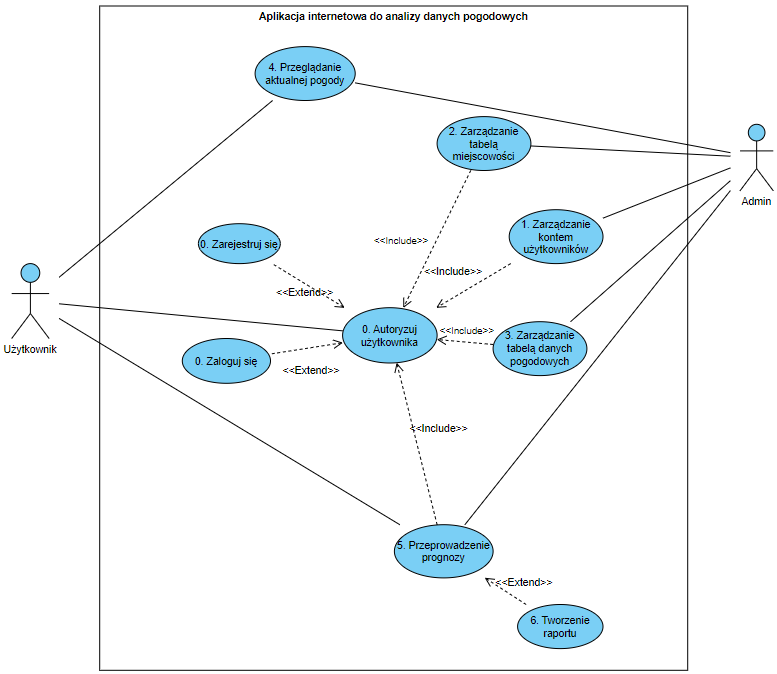 Aplikacja internetowa do analizy danych pogodowych
4. Przeglądanie
aktualnej pogody
2. Zarządzanie
tabelą
miejscowości
Admin
1. Zarządzanie
kontem
użytkowników
<<Include>>
0. Zarejestruj się
<<Include>>
<<Extend>>
0. Autoryzuj
użytkownika
<<Include>>
3. Zarządzanie
tabelą danych
pogodowych
Użytkownik
0. Zaloguj się
<<Extend>>
<<Include>>
5. Przeprowadzenie
prognozy
<<Extend>>
6. Tworzenie
raportu